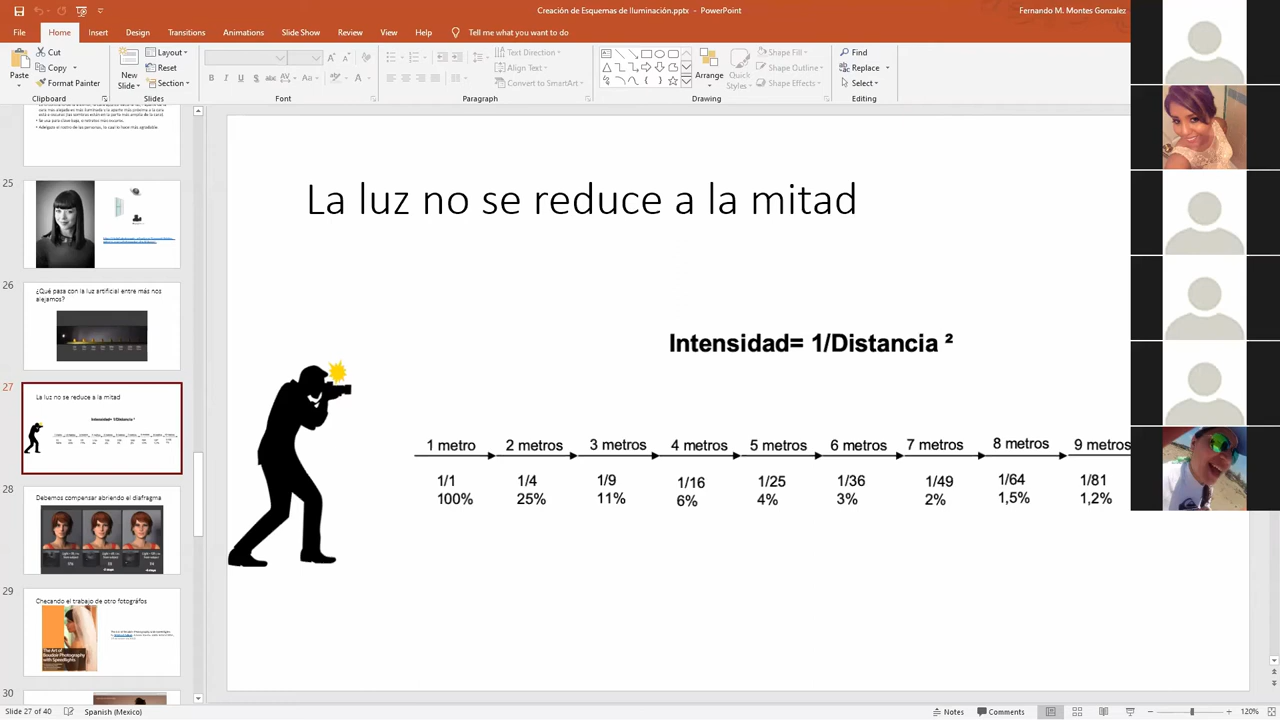 Creación de Esquemas de Iluminación.pptx - PowerPoint
Fernando M. Montes Gonzalez
File Home Insert Design Transitions Animations Slide Show Review View Help Tell me what you want to do
Paste
Cut
Copy
Format Painter
Clipboard
New
Slide
Layout
Reset
Section
Slides
Font
Text Direction
Align Text
Convert to SmartArt
Paragraph
Arrange
Quick
Styles
Shape Fill
Shape Outline
Shape Effects
Drawing
Find
Replace
Select
Editing
25
26
¿Qué pasa con la luz artificial entre más nos
alejamos?
27
La luz no se reduce a la mitad
Intensidad= 1/Distancia ²
28
Debemos compensar abriendo el diafragma
29
Checando el trabajo de otro fotográfos
The Art of
Boudoir Photography
with Speedlights
30
La luz no se reduce a la mitad
Intensidad= 1/Distancia ²
1 metro 2 metros 3 metros 4 metros 5 metros 6 metros 7 metros 8 metros 9 metros
1/1 1/4 1/9 1/16 1/25 1/36 1/49 1/64 1/81
100% 25% 11% 6% 4% 3% 2% 1,5% 1,2%
Slide 27 of 40 Spanish (Mexico) Notes Comments 120%